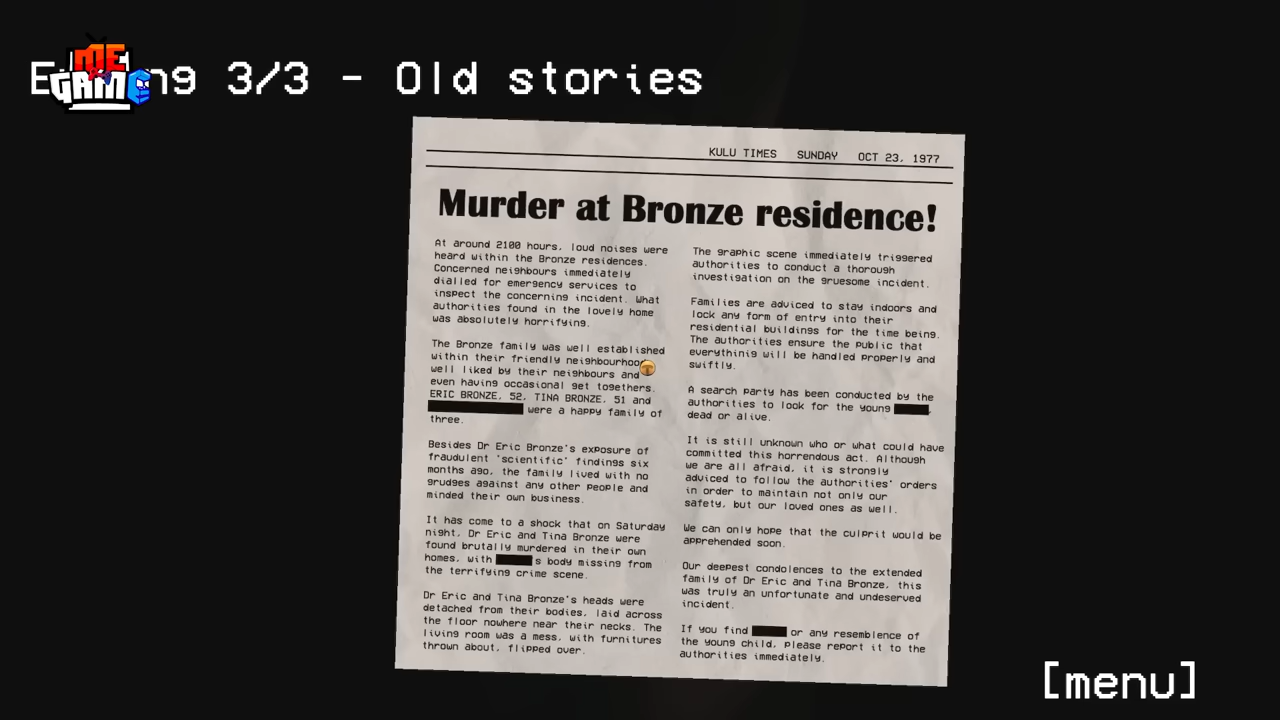 ME
GAME
ng 3/3 - Old stories
KULU TIMES SUNDAY OCT 23, 1977
Murder at Bronze residence!
At around 2100 hours, loud noises were
heard within the Bronze residences.
Concerned neighbours immediately
dialled for emergency services to
inspect the concerning incident. What
authorities found in the lovely home
was absolutely horrifying.
The Bronze family was well established
within their friendly
well liked by their neighbours and
even having occasional get togethers.
ERIC BRONZE, 52, TINA BRONZE, 51 and
were a happy family of
three.
Besides Dr Eric Bronze's exposure of
fraudulent 'scientific' findings six
months ago, the family lived with no
grudges against any other people and
minded their own business.
It has come to a shock that on Saturday
night, Dr Eric and Tina Bronze were
found brutally murdered in their own
homes, with s body missing from
the terrifying crime scene.
Dr Eric and Tina Bronze's heads were
detached from their bodies, laid across
the floor nowhere near their necks. The
living room was a mess, with furnitures
thrown about, flipped over.
The graphic scene immediately triggered
authorities to conduct a thorough
investigation on the gruesome incident.
Families are adviced to stay indoors and
lock any form of entry into their
residential buildings for the time being.
The authorities ensure the public that
everythinig will be handled properly and
swiftly.
A search party has been conducted by the
authorities to look for the young ,
dead or alive.
It is still unknown who or what could have
committed this horrendous act. Although
we are all afraid, it is strongly
adviced to follow the authorities' orders
in order to maintain not only our
safety, but our loved ones as well.
We can only hope that the culprit would be
apprehended soon.
Our deepest condolences to the extended
family of Dr Eric and Tina Bronze, this
was truly an unfortunate and undeserved
incident.
If you find or any resemblence of
the young child, please report it to the
authorities immediately.
[menu]